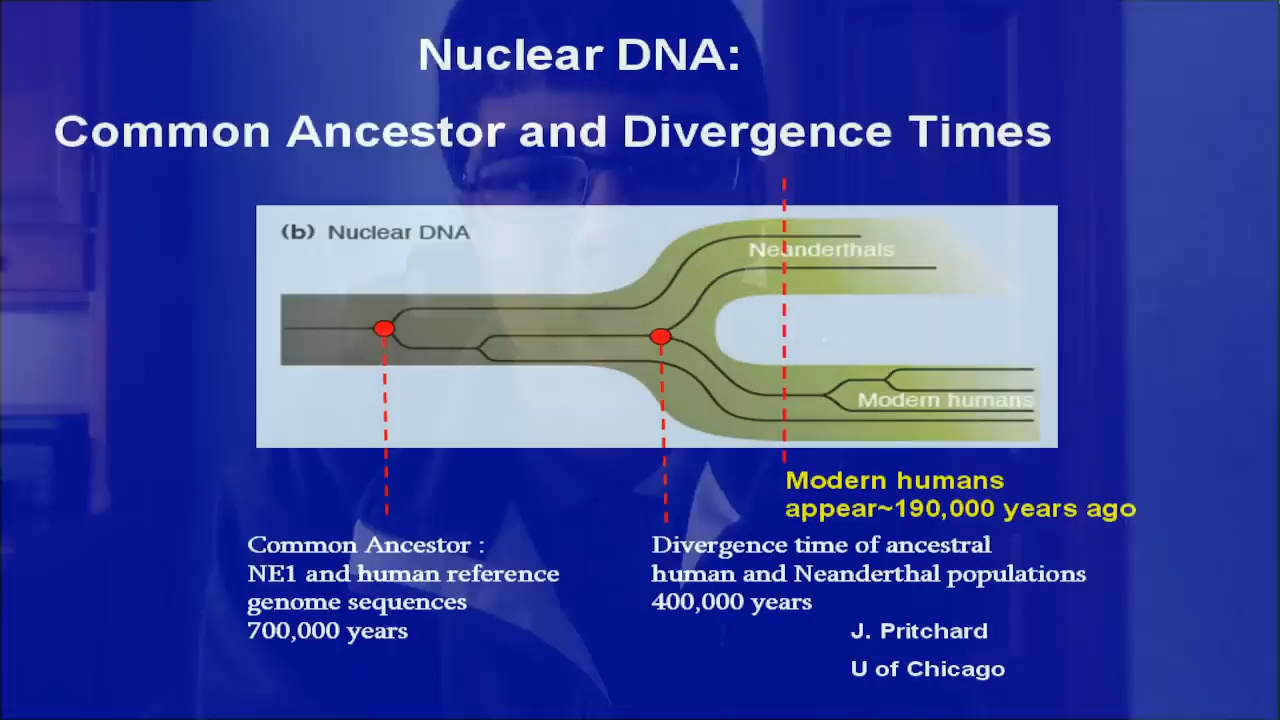 Nuclear DNA:
Common Ancestor and Divergence Times
(b) Nuclear DNA
Neanderthals
Modern humans
Modern humans
appear~190,000 years ago
Common Ancestor :
NE1 and human reference
genome sequences
700,000 years
Divergence time of ancestral
human and Neanderthal populations
400,000 years
J. Pritchard
U of Chicago